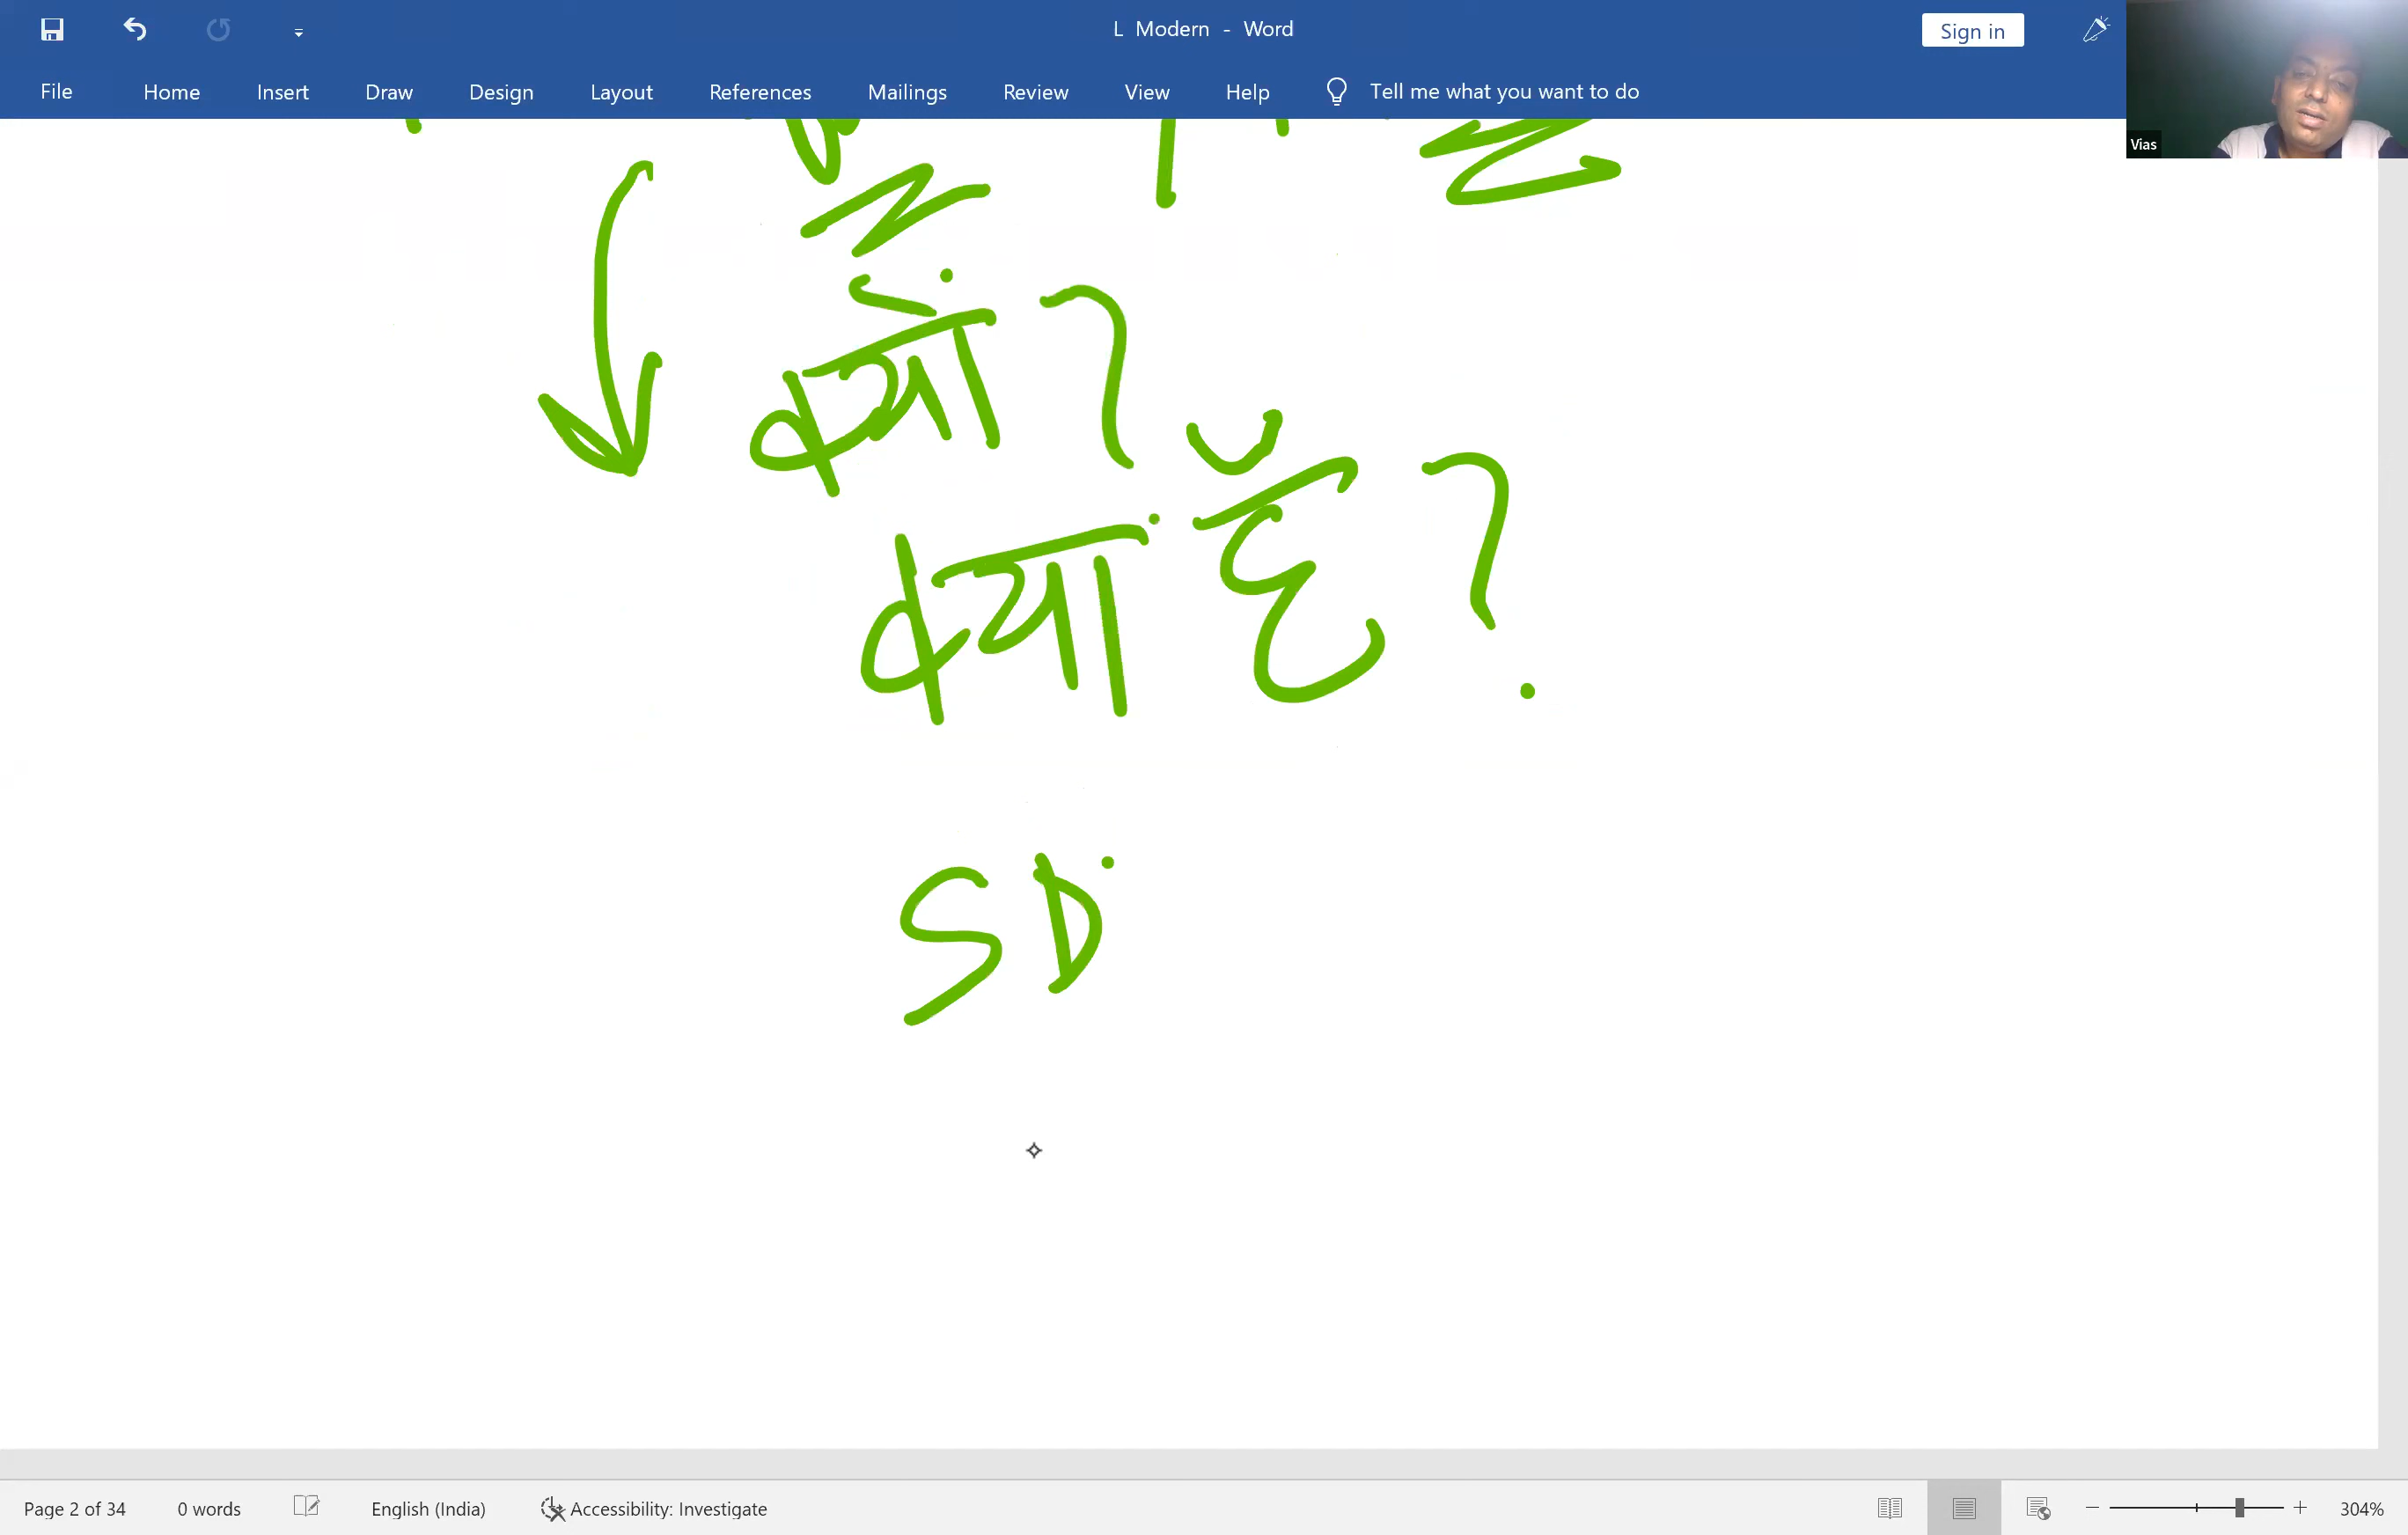 L Modern - Word
Sign in
File Home Insert Draw Design Layout References Mailings Review View Help Tell me what you want to do
Vias
क्यों ?
क्या है ?
SD
Page 2 of 34 0 words English (India) Accessibility: Investigate 304%